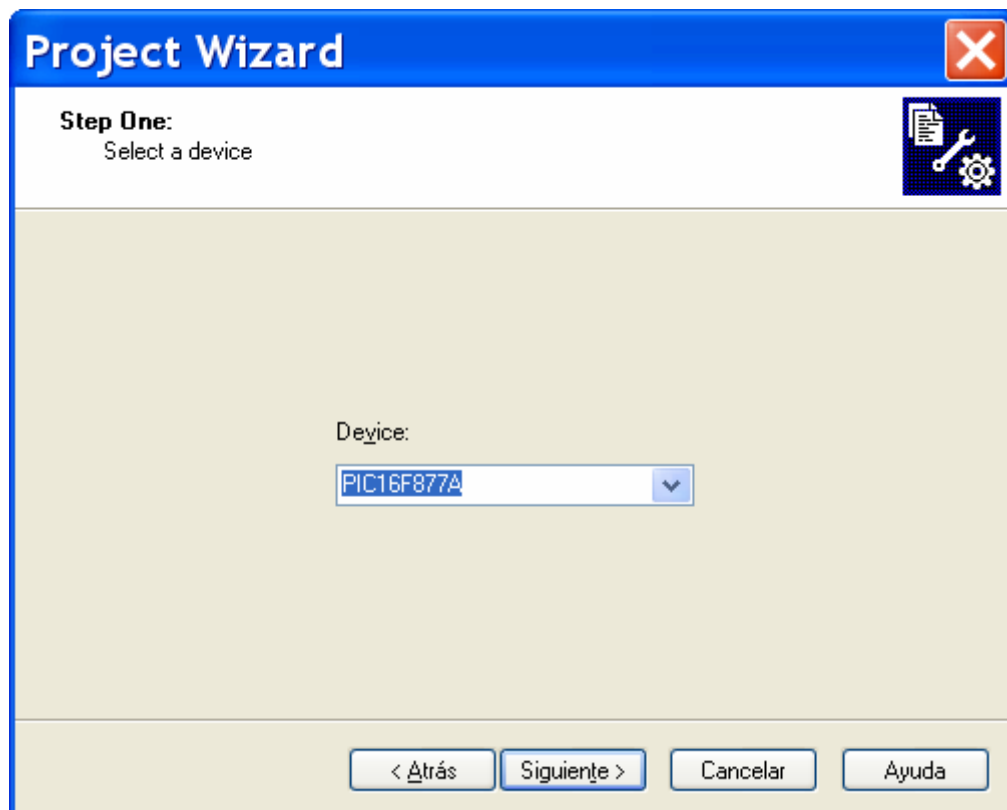 Project Wizard
Step One:
Select a device
Device:
PIC16F877A
< Atrás Siguiente > Cancelar Ayuda